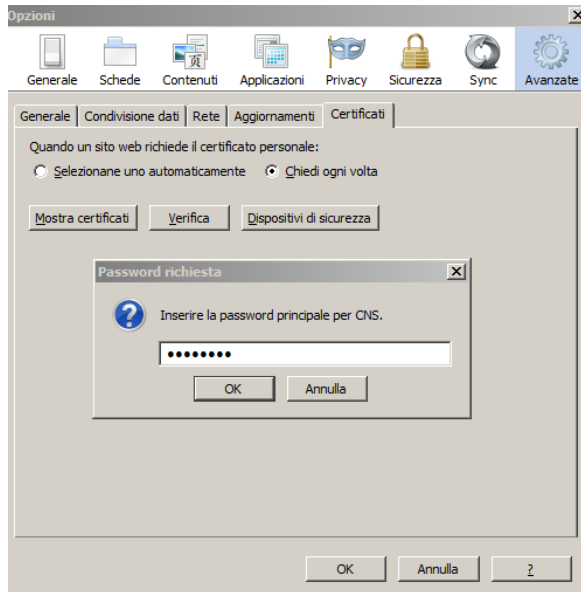 Opzioni
Generale Schede Contenuti Applicazioni Privacy Sicurezza Sync Avanzate
Generale Condivisione dati Rete Aggiornamenti Certificati
Quando un sito web richiede il certificato personale:
Selezionane uno automaticamente Chiedi ogni volta
Mostra certificati Verifica Dispositivi di sicurezza
Password richiesta
Inserire la password principale per CNS.
••••••••
OK Annulla
OK Annulla ?